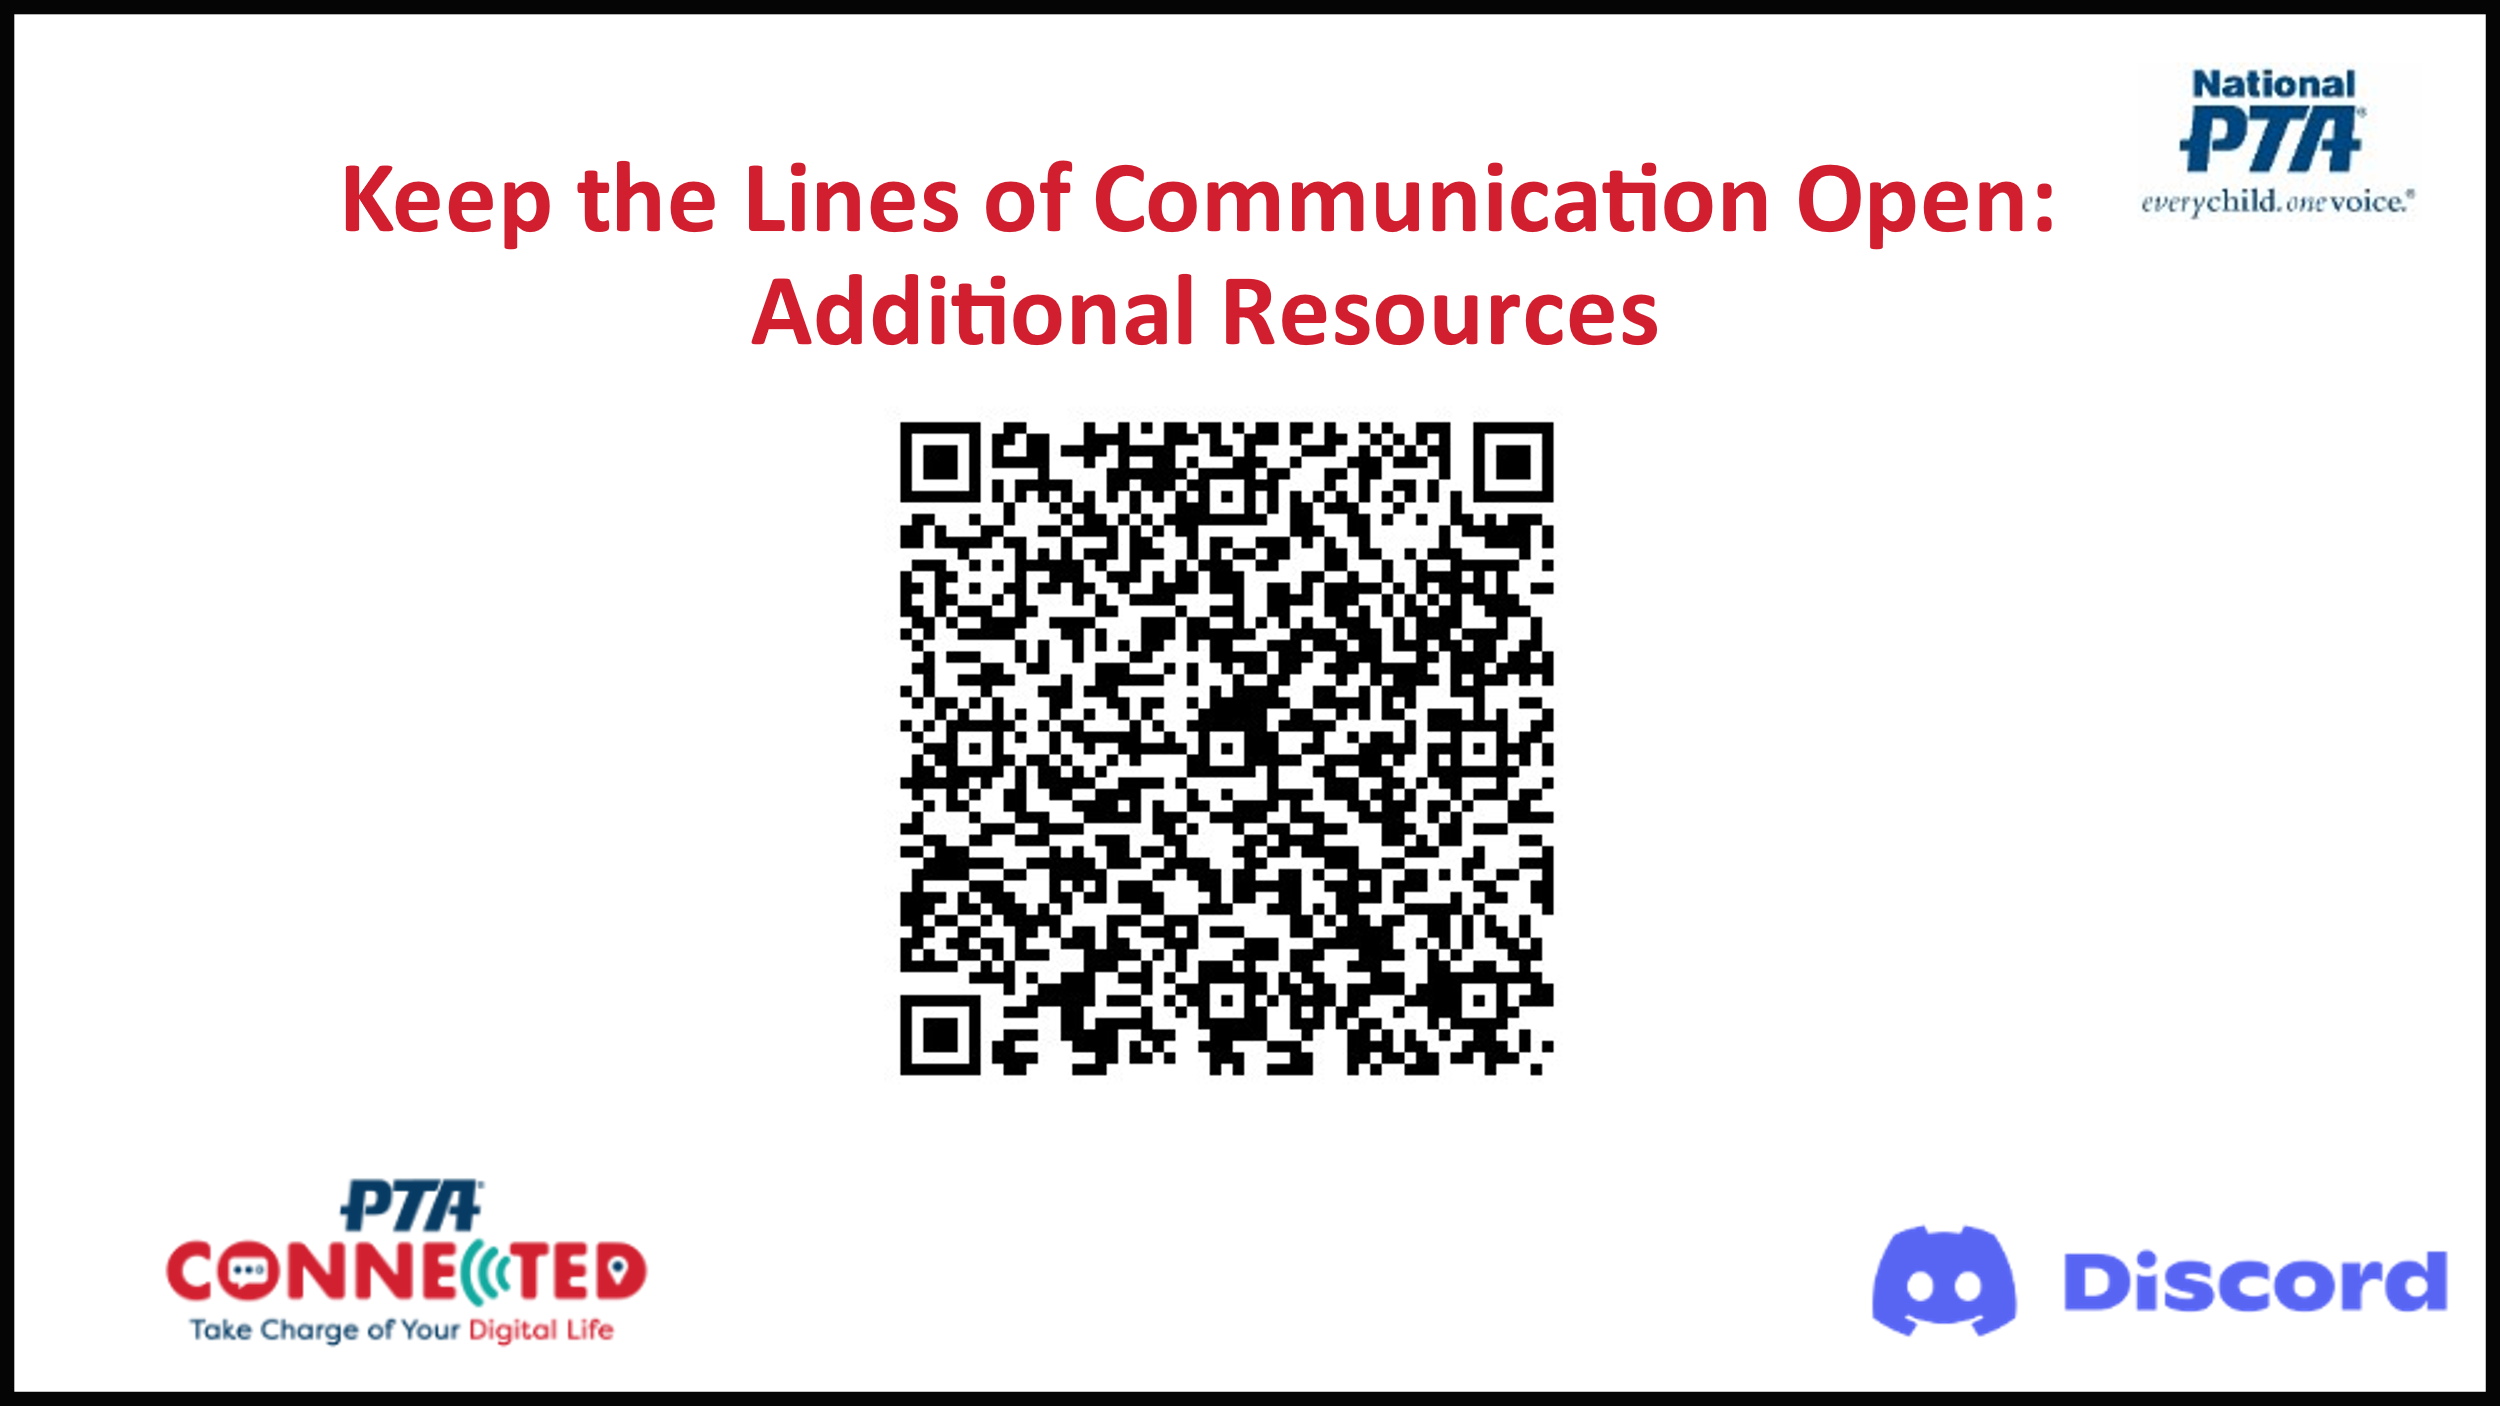 National
PTA®
everychild.onevoice.®
Keep the Lines of Communication Open:
Additional Resources
PTA®
CONNECTED
Take Charge of Your Digital Life
Discord